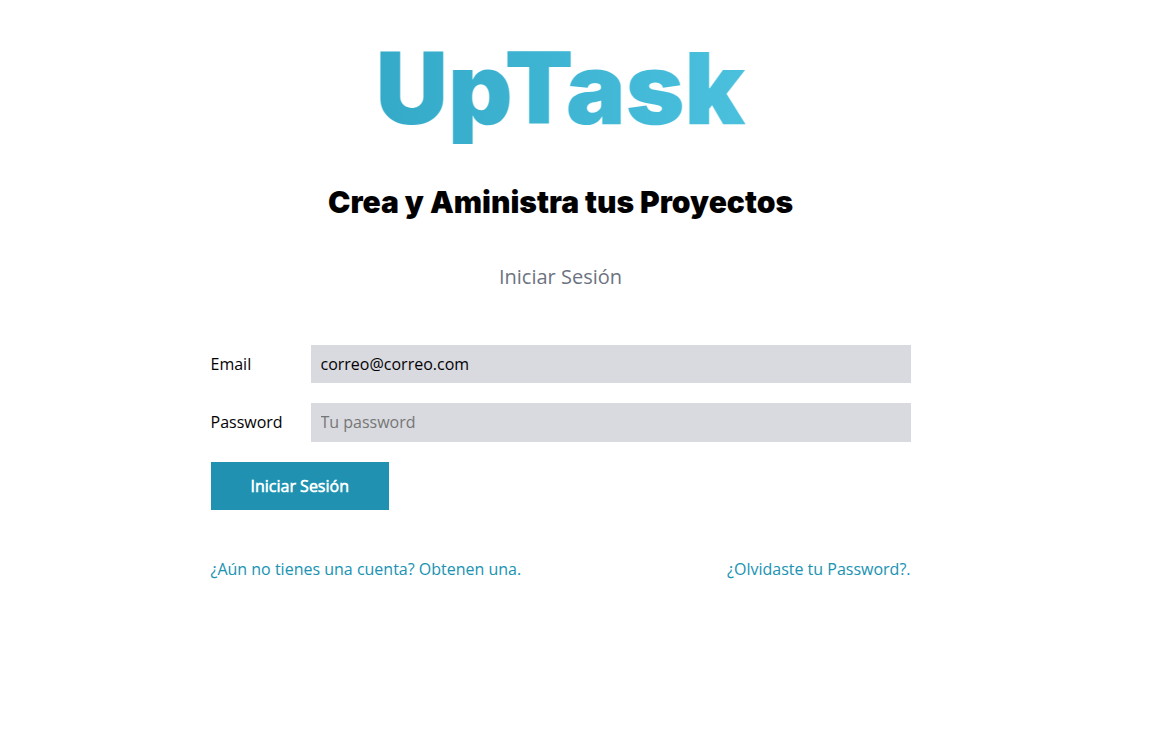 UpTask
Crea y Aministra tus Proyectos
Iniciar Sesión
Email correo@correo.com
Password Tu password
Iniciar Sesión
¿Aún no tienes una cuenta? Obtenen una. ¿Olvidaste tu Password?.